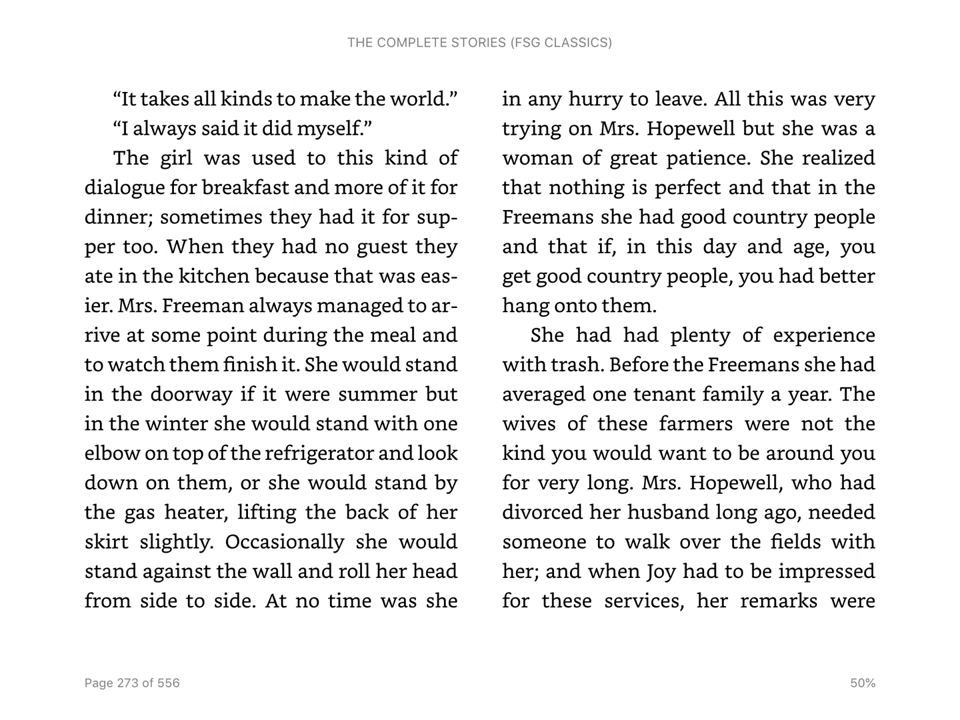 THE COMPLETE STORIES (FSG CLASSICS)
“It takes all kinds to make the world.”
“I always said it did myself.”
The girl was used to this kind of
dialogue for breakfast and more of it for
dinner; sometimes they had it for sup-
per too. When they had no guest they
ate in the kitchen because that was eas-
ier. Mrs. Freeman always managed to ar-
rive at some point during the meal and
to watch them finish it. She would stand
in the doorway if it were summer but
in the winter she would stand with one
elbow on top of the refrigerator and look
down on them, or she would stand by
the gas heater, lifting the back of her
skirt slightly. Occasionally she would
stand against the wall and roll her head
from side to side. At no time was she
in any hurry to leave. All this was very
trying on Mrs. Hopewell but she was a
woman of great patience. She realized
that nothing is perfect and that in the
Freemans she had good country people
and that if, in this day and age, you
get good country people, you had better
hang onto them.
She had had plenty of experience
with trash. Before the Freemans she had
averaged one tenant family a year. The
wives of these farmers were not the
kind you would want to be around you
for very long. Mrs. Hopewell, who had
divorced her husband long ago, needed
someone to walk over the fields with
her; and when Joy had to be impressed
for these services, her remarks were
Page 273 of 556
50%